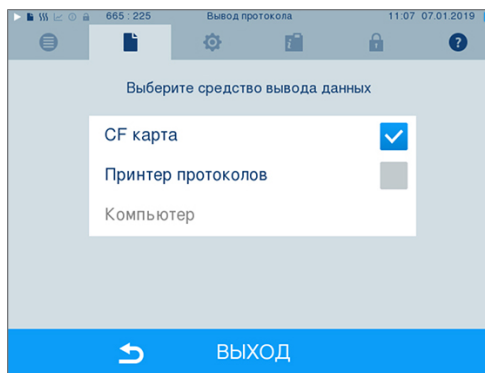 665 : 225 Вывод протокола 11:07 07.01.2019
?
Выберите средство вывода данных
CF карта
Принтер протоколов
Компьютер
ВЫХОД